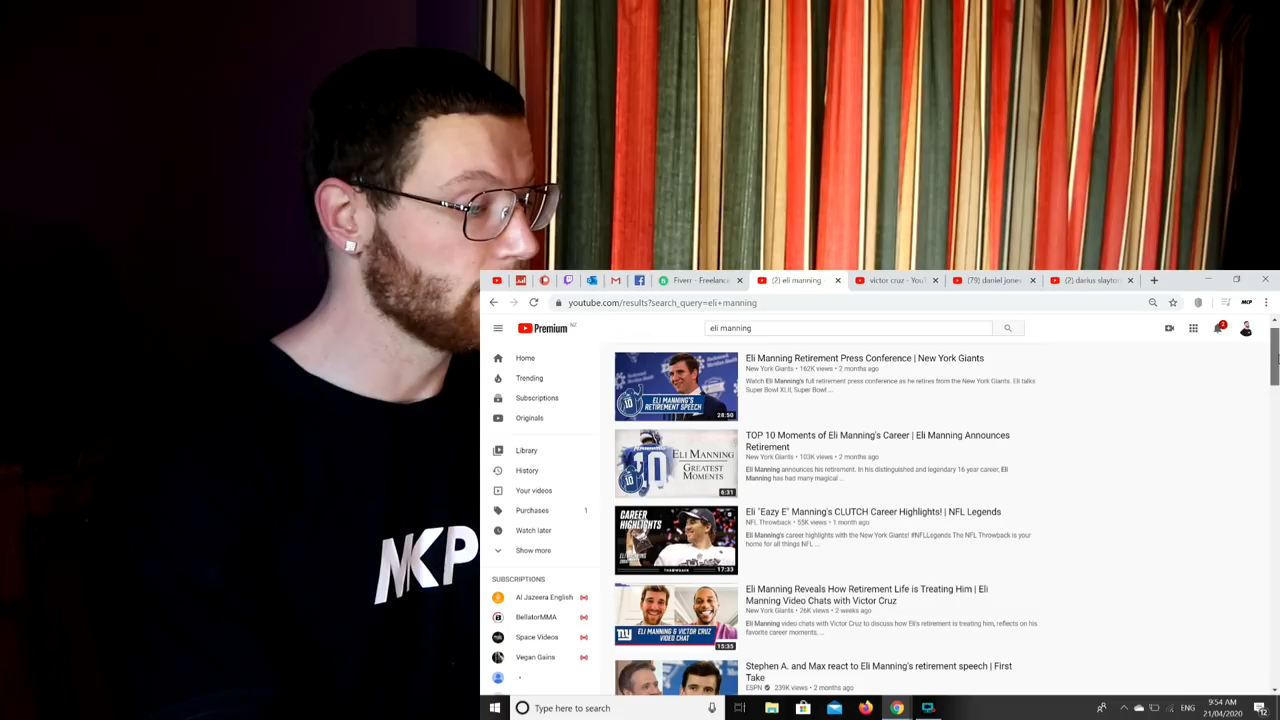 Fiverr - Freelance
(2) eli manning -
victor cruz - YouT
(79) daniel jones
(2) darius slayton
youtube.com/results?search_query=eli+manning
MKP
Premium NZ
eli manning
2
Home
Trending
Subscriptions
Originals
Library
History
Your videos
Purchases 1
Watch later
Show more
SUBSCRIPTIONS
Al Jazeera English
BellatorMMA
Space Videos
Vegan Gains
ELI MANNING'S
RETIREMENT SPEECH
28:50
Eli Manning Retirement Press Conference | New York Giants
New York Giants • 162K views • 2 months ago
Watch Eli Manning's full retirement press conference as he retires from the New York Giants. Eli talks
Super Bowl XLII, Super Bowl ...
ELI MANNING
GREATEST
MOMENTS
6:31
TOP 10 Moments of Eli Manning's Career | Eli Manning Announces
Retirement
New York Giants • 103K views • 2 months ago
Eli Manning announces his retirement. In his distinguished and legendary 16 year career, Eli
Manning has had many magical ...
CAREER
HIGHLIGHTS
THROWBACK
17:33
Eli "Eazy E" Manning's CLUTCH Career Highlights! | NFL Legends
NFL Throwback • 55K views • 1 month ago
Eli Manning's career highlights with the New York Giants! #NFLLegends The NFL Throwback is your
home for all things NFL ...
ny
ELI MANNING & VICTOR CRUZ
VIDEO CHAT
15:35
Eli Manning Reveals How Retirement Life is Treating Him | Eli
Manning Video Chats with Victor Cruz
New York Giants • 26K views • 2 weeks ago
Eli Manning video chats with Victor Cruz to discuss how Eli's retirement is treating him, reflects on his
favorite career moments, ...
Stephen A. and Max react to Eli Manning's retirement speech | First
Take
ESPN • 239K views • 2 months ago
NKP
Type here to search
ENG
9:54 AM
21/04/2020
12